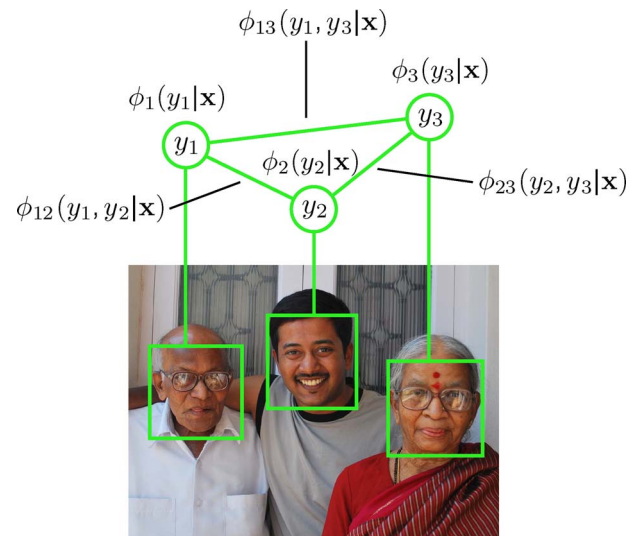 ϕ₁₃(y₁, y₃|𝐱)
ϕ₃(y₃|𝐱)
ϕ₁(y₁|𝐱)
y₃
y₁
ϕ₂(y₂|𝐱)
ϕ₂₃(y₂, y₃|𝐱)
ϕ₁₂(y₁, y₂|𝐱)
y₂